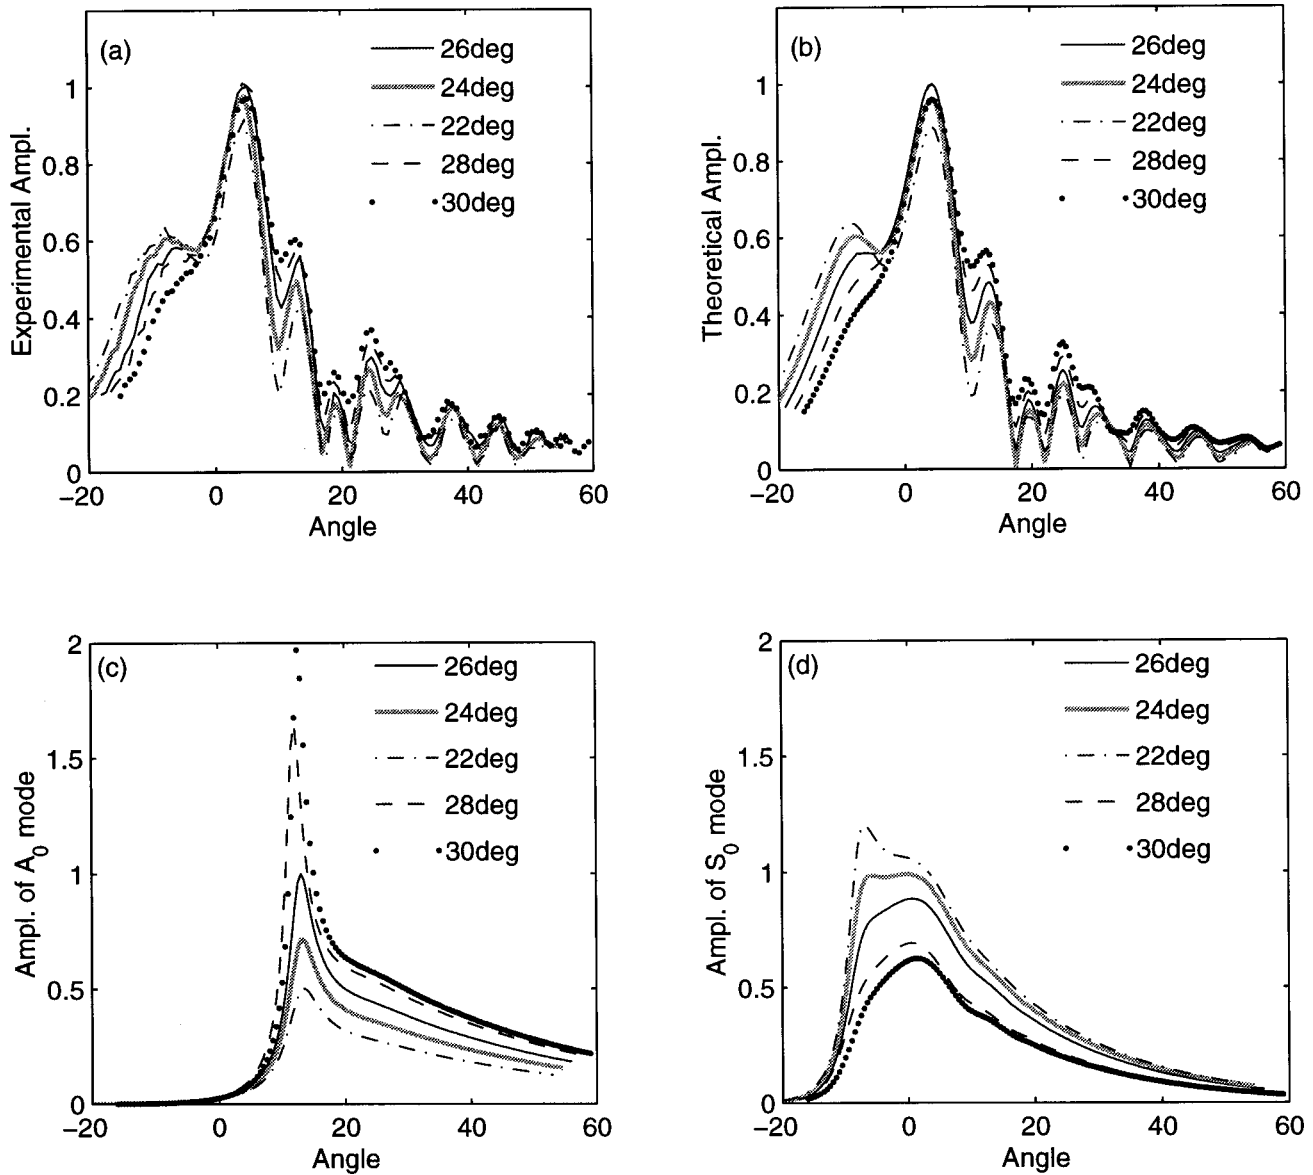 (a)
26deg
24deg
22deg
28deg
30deg
Experimental Ampl.
1
0.8
0.6
0.4
0.2
0
−20
0
20
40
60
Angle
(b)
26deg
24deg
22deg
28deg
30deg
Theoretical Ampl.
1
0.8
0.6
0.4
0.2
0
−20
0
20
40
60
Angle
(c)
26deg
24deg
22deg
28deg
30deg
Ampl. of A0 mode
2
1.5
1
0.5
0
−20
0
20
40
60
Angle
(d)
26deg
24deg
22deg
28deg
30deg
Ampl. of S0 mode
2
1.5
1
0.5
0
−20
0
20
40
60
Angle